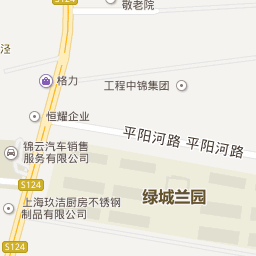 敬老院
S124
泾
格力
工程中锦集团
恒耀企业
平阳河路 平阳河路
锦云汽车销售
服务有限公司
S124
绿城兰园
上海玖洁厨房不锈钢
制品有限公司
S124